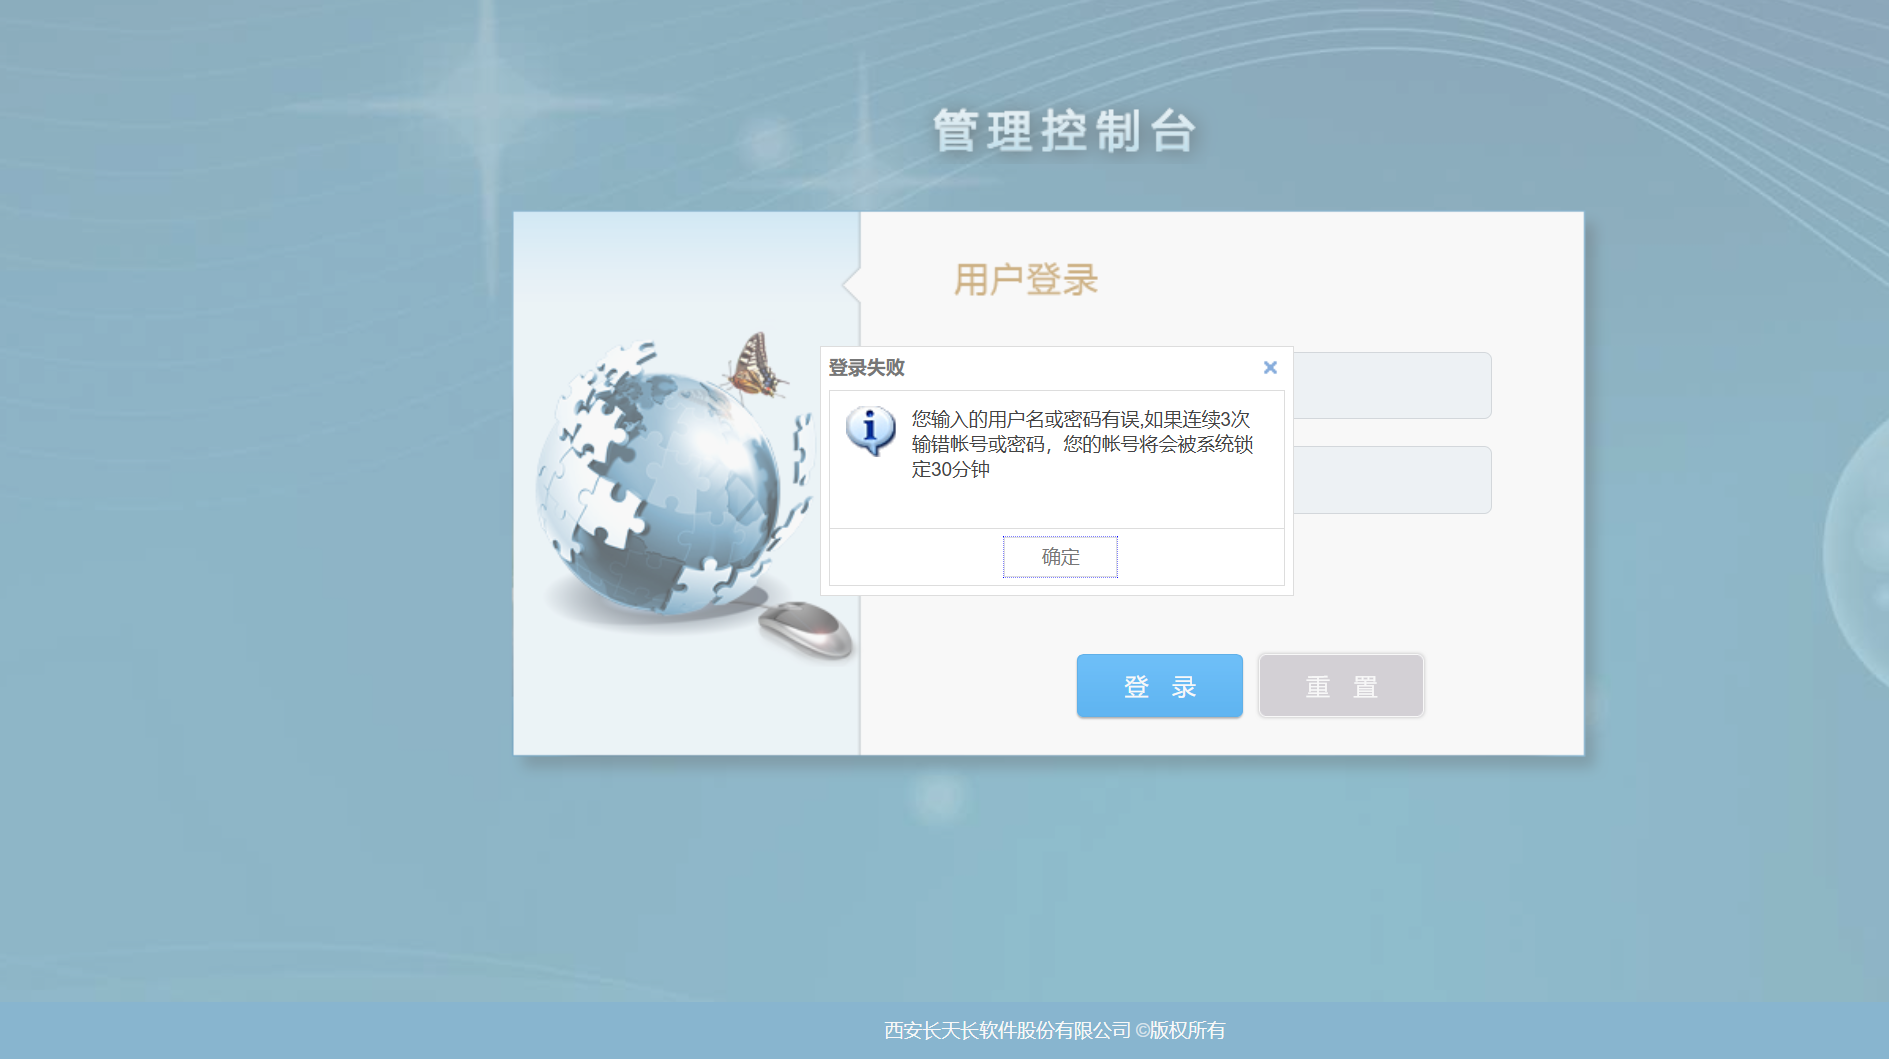 管理控制台
用户登录
登录失败
您输入的用户名或密码有误,如果连续3次
输错帐号或密码，您的帐号将会被系统锁
定30分钟
确定
登 录
重 置
西安长天长软件股份有限公司 ©版权所有